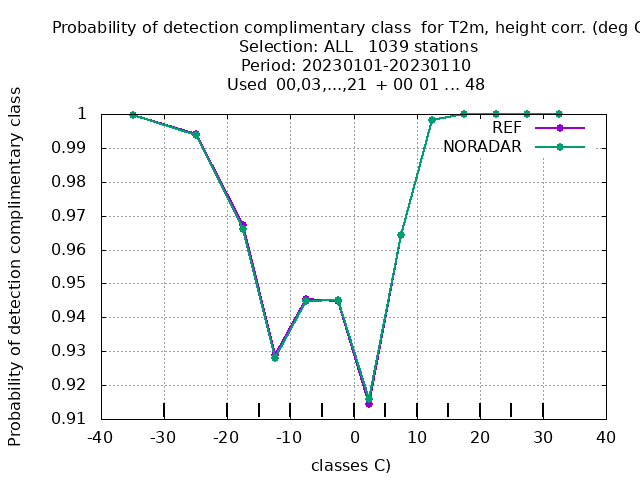 Probability of detection complimentary class  for T2m, height corr. (deg C
Selection: ALL   1039 stations
Period: 20230101-20230110
Used  00,03,...,21  + 00 01 ... 48
Probability of detection complimentary class
1
0.99
0.98
0.97
0.96
0.95
0.94
0.93
0.92
0.91
REF
NORADAR
-40 -30 -20 -10 0 10 20 30 40
classes C)